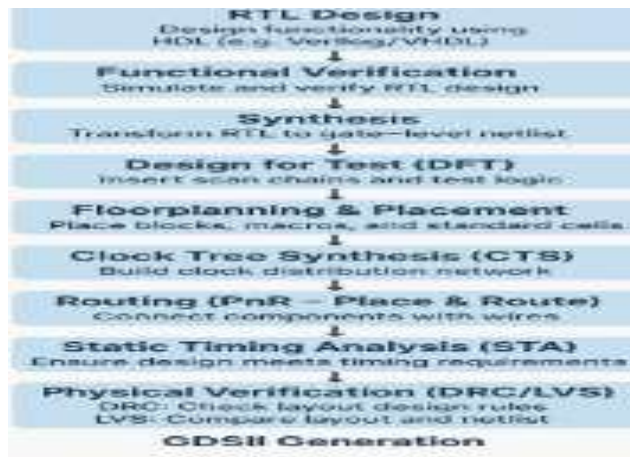 RTL Design
Design functionality using
HDL (e.g. Verilog/VHDL)
Functional Verification
Simulate and verify RTL design
Synthesis
Transform RTL to gate-level netlist
Design for Test (DFT)
Insert scan chains and test logic
Floorplanning & Placement
Place blocks, macros, and standard cells
Clock Tree Synthesis (CTS)
Build clock distribution network
Routing (PnR – Place & Route)
Connect components with wires
Static Timing Analysis (STA)
Ensure design meets timing requirements
Physical Verification (DRC/LVS)
DRC: Check layout design rules
LVS: Compare layout and netlist
GDSII Generation